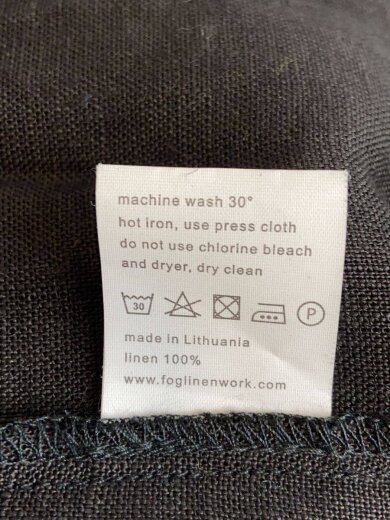 machine wash 30°
hot iron, use press cloth
do not use chlorine bleach
and dryer, dry clean
30 P
made in Lithuania
linen 100%
www.foglinenwork.com